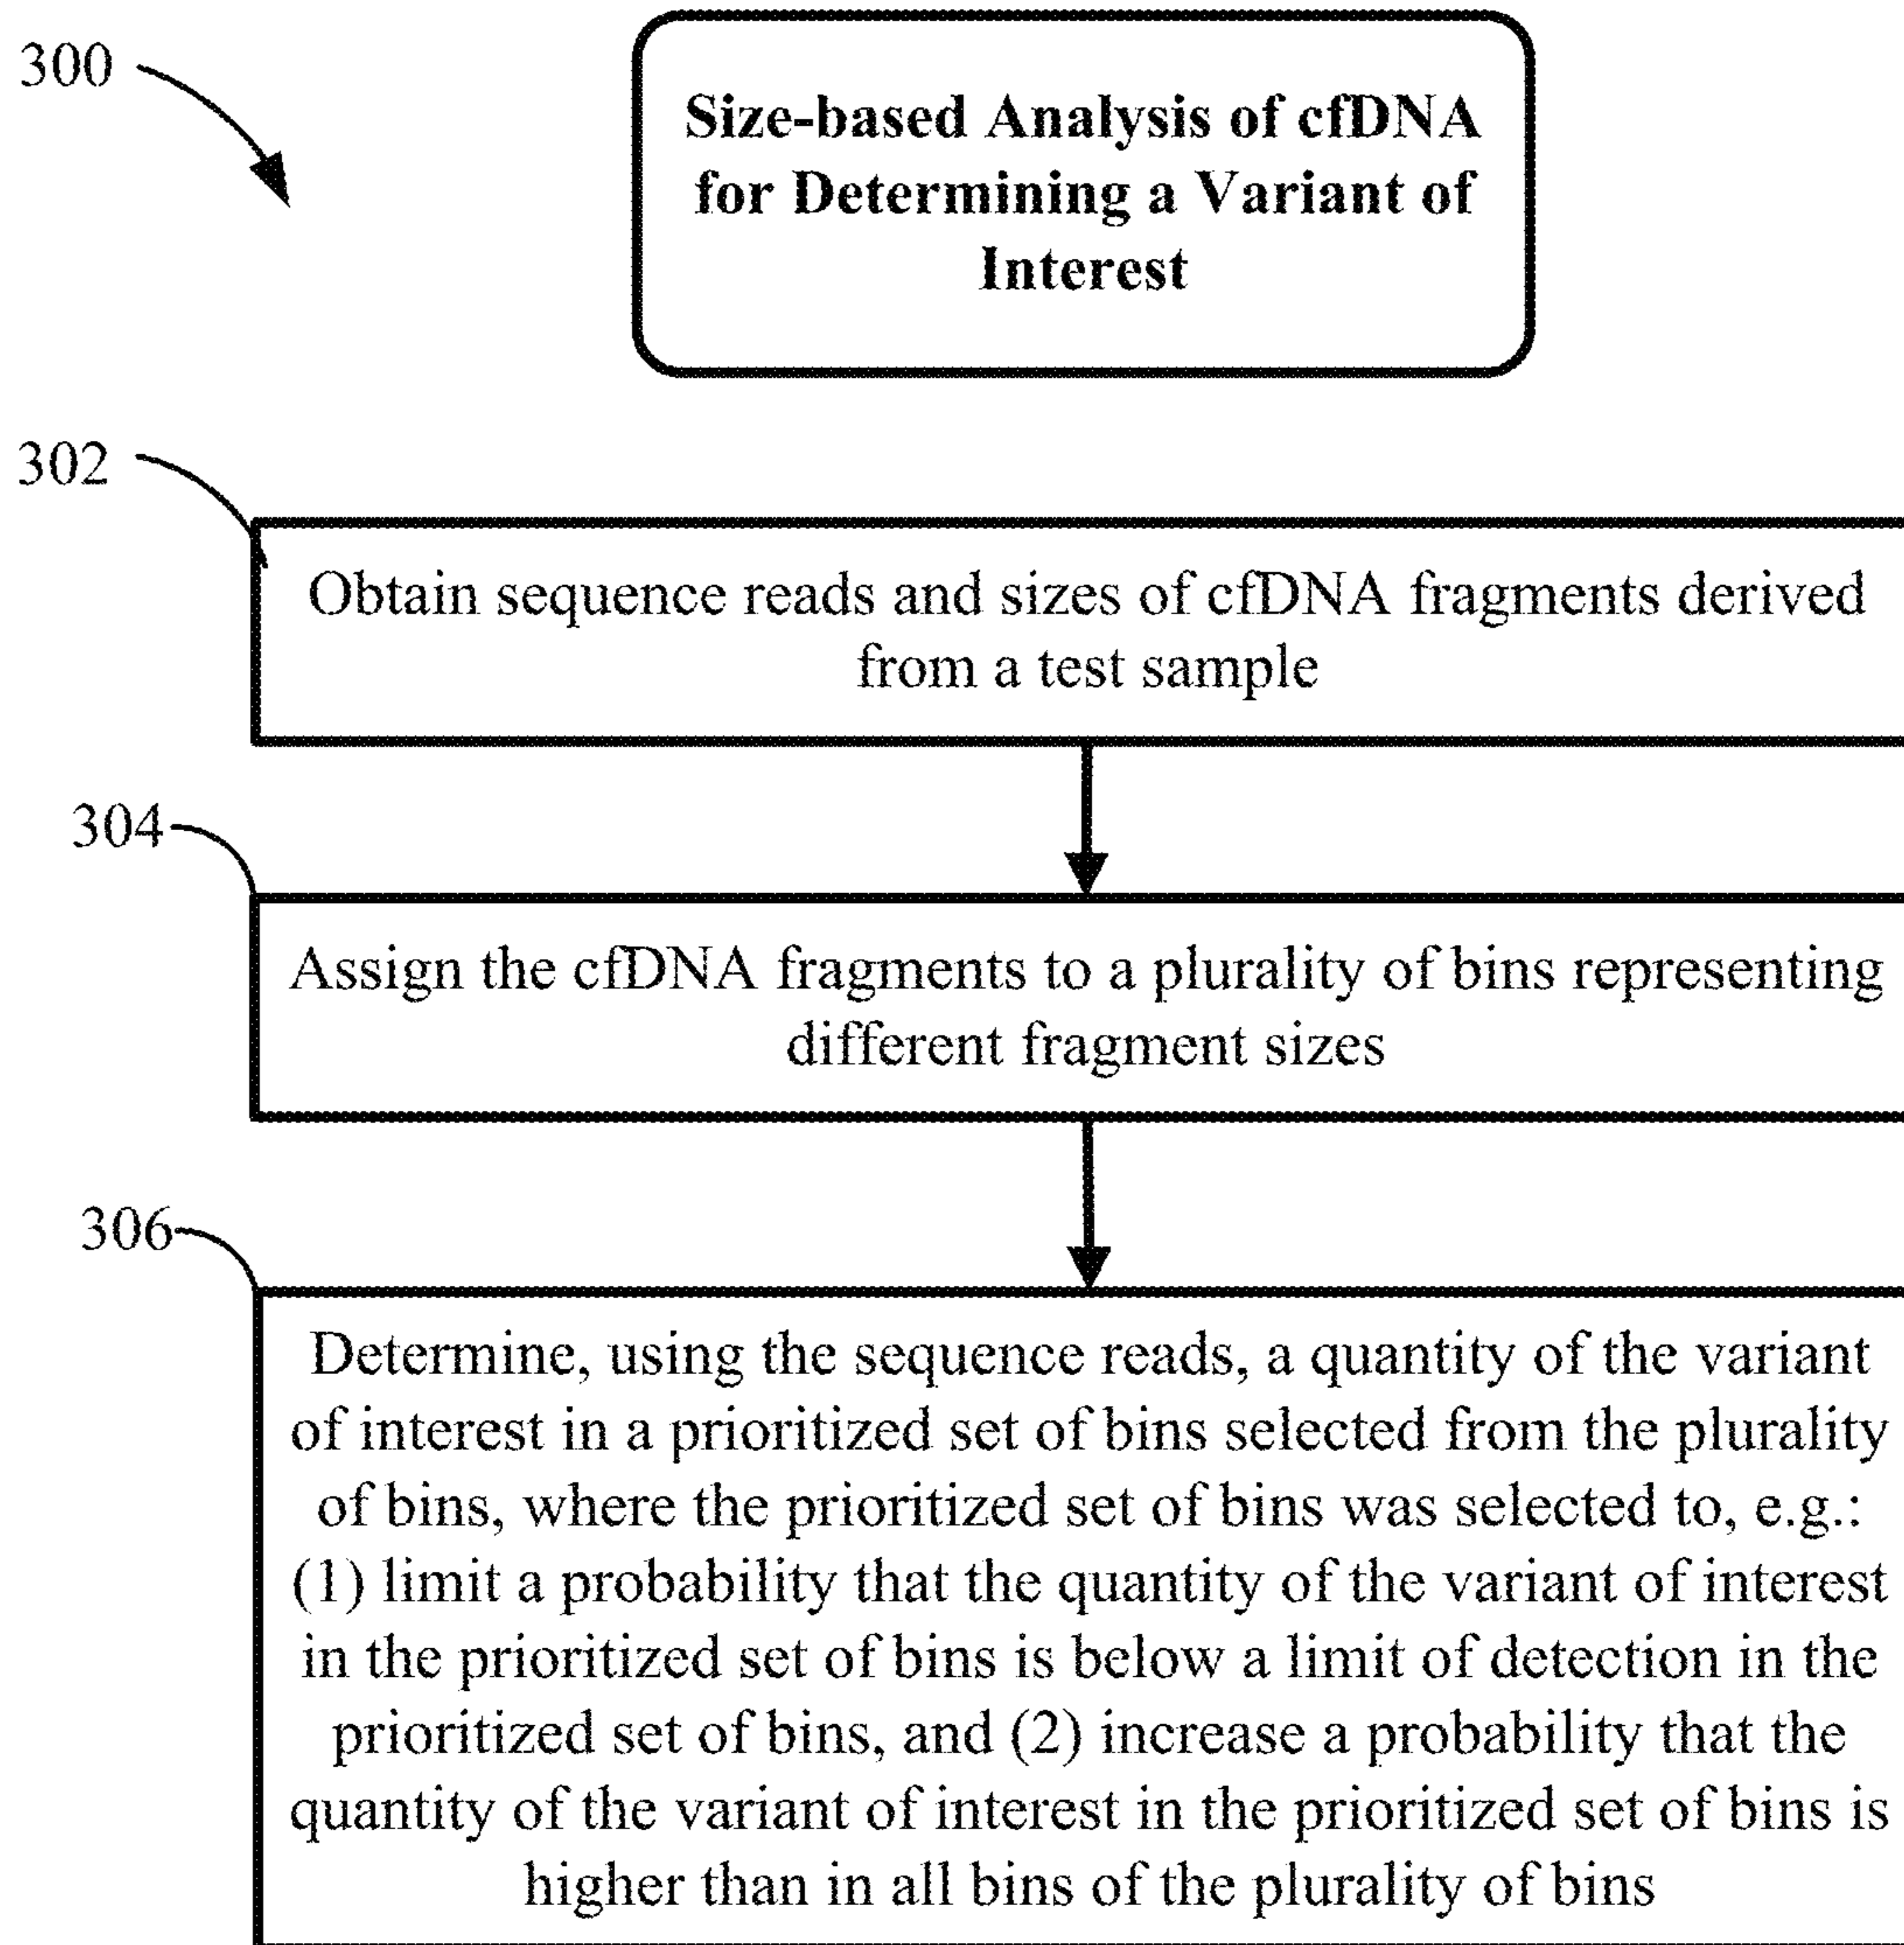 300
Size-based Analysis of cfDNA
for Determining a Variant of
Interest
302
Obtain sequence reads and sizes of cfDNA fragments derived
from a test sample
304
Assign the cfDNA fragments to a plurality of bins representing
different fragment sizes
306
Determine, using the sequence reads, a quantity of the variant
of interest in a prioritized set of bins selected from the plurality
of bins, where the prioritized set of bins was selected to, e.g.:
(1) limit a probability that the quantity of the variant of interest
in the prioritized set of bins is below a limit of detection in the
prioritized set of bins, and (2) increase a probability that the
quantity of the variant of interest in the prioritized set of bins is
higher than in all bins of the plurality of bins